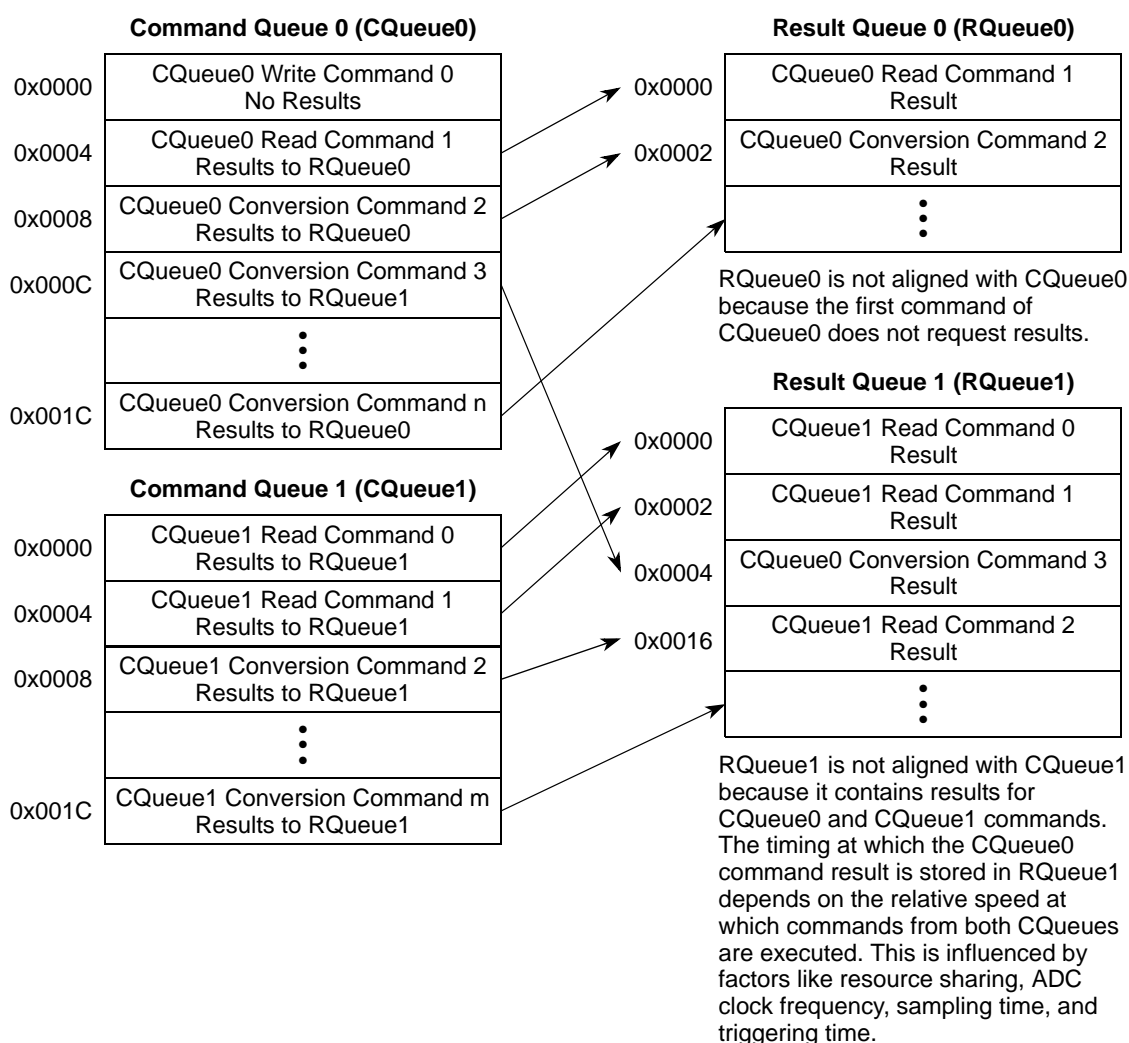 Command Queue 0 (CQueue0)
0x0000
CQueue0 Write Command 0
No Results
0x0004
CQueue0 Read Command 1
Results to RQueue0
0x0008
CQueue0 Conversion Command 2
Results to RQueue0
0x000C
CQueue0 Conversion Command 3
Results to RQueue1
0x001C
CQueue0 Conversion Command n
Results to RQueue0
Command Queue 1 (CQueue1)
0x0000
CQueue1 Read Command 0
Results to RQueue1
0x0004
CQueue1 Read Command 1
Results to RQueue1
0x0008
CQueue1 Conversion Command 2
Results to RQueue1
0x001C
CQueue1 Conversion Command m
Results to RQueue1
Result Queue 0 (RQueue0)
0x0000
CQueue0 Read Command 1
Result
0x0002
CQueue0 Conversion Command 2
Result
RQueue0 is not aligned with CQueue0
because the first command of
CQueue0 does not request results.
Result Queue 1 (RQueue1)
0x0000
CQueue1 Read Command 0
Result
0x0002
CQueue1 Read Command 1
Result
0x0004
CQueue0 Conversion Command 3
Result
0x0016
CQueue1 Read Command 2
Result
RQueue1 is not aligned with CQueue1
because it contains results for
CQueue0 and CQueue1 commands.
The timing at which the CQueue0
command result is stored in RQueue1
depends on the relative speed at
which commands from both CQueues
are executed. This is influenced by
factors like resource sharing, ADC
clock frequency, sampling time, and
triggering time.